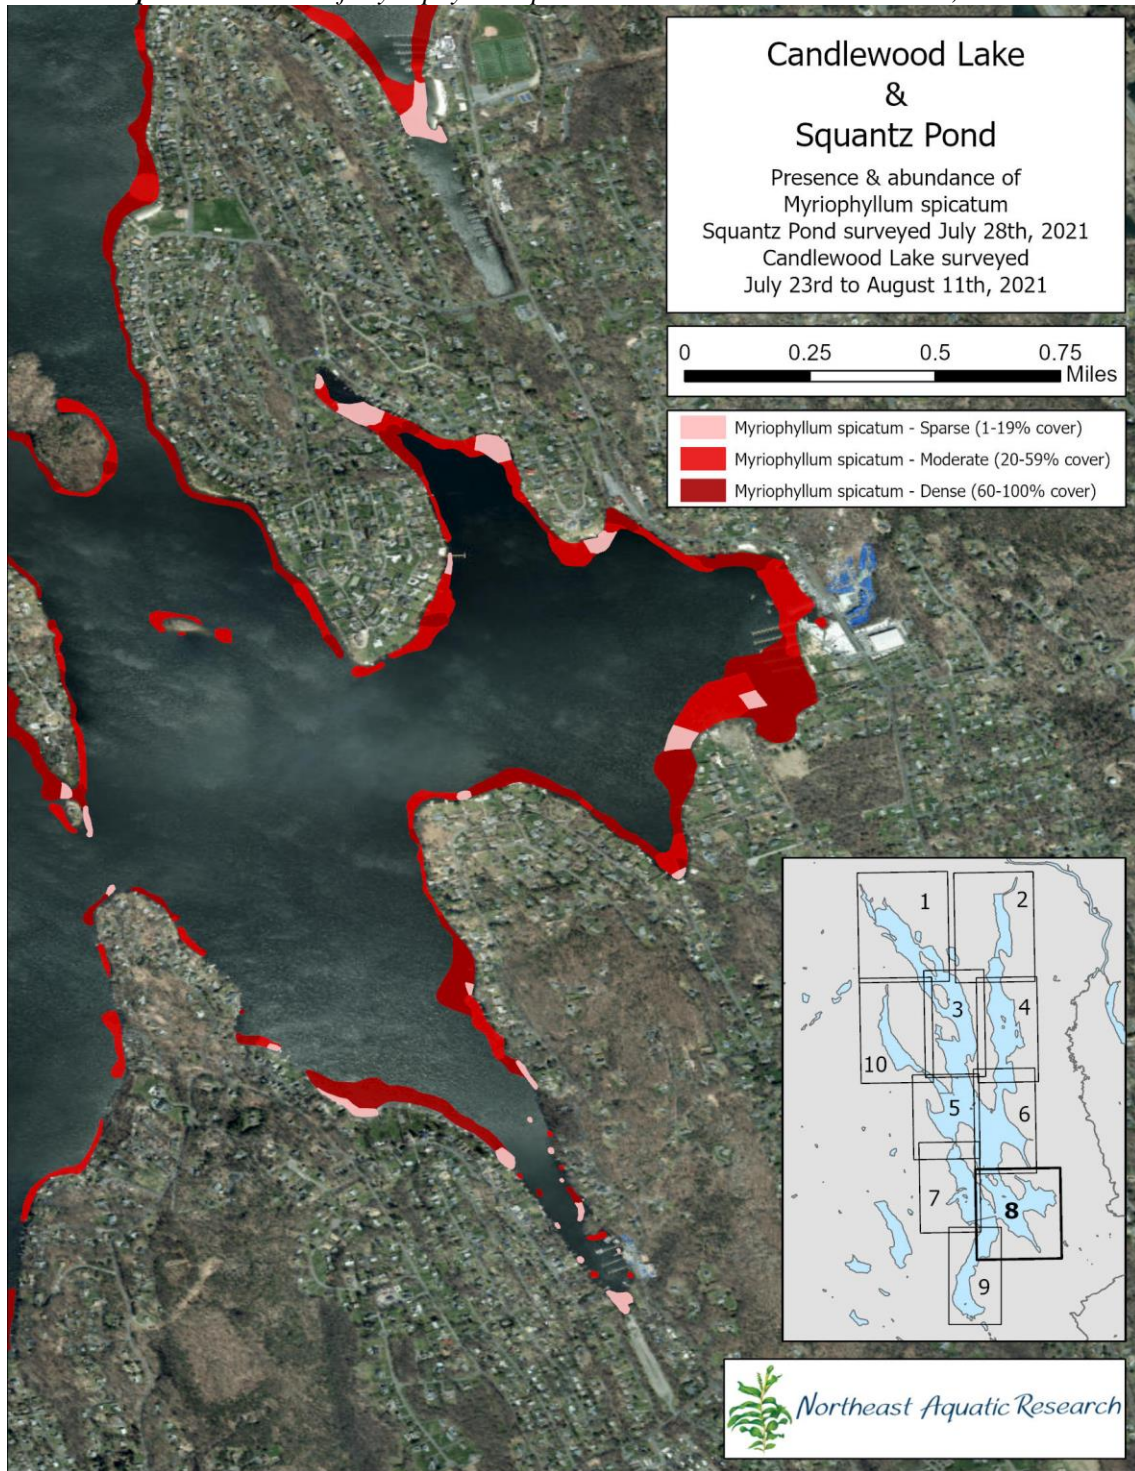 Candlewood Lake
&
Squantz Pond
Presence & abundance of
Myriophyllum spicatum
Squantz Pond surveyed July 28th, 2021
Candlewood Lake surveyed
July 23rd to August 11th, 2021
0 0.25 0.5 0.75
Miles
Myriophyllum spicatum - Sparse (1-19% cover)
Myriophyllum spicatum - Moderate (20-59% cover)
Myriophyllum spicatum - Dense (60-100% cover)
1
2
3
4
10
5
6
7
8
9
Northeast Aquatic Research